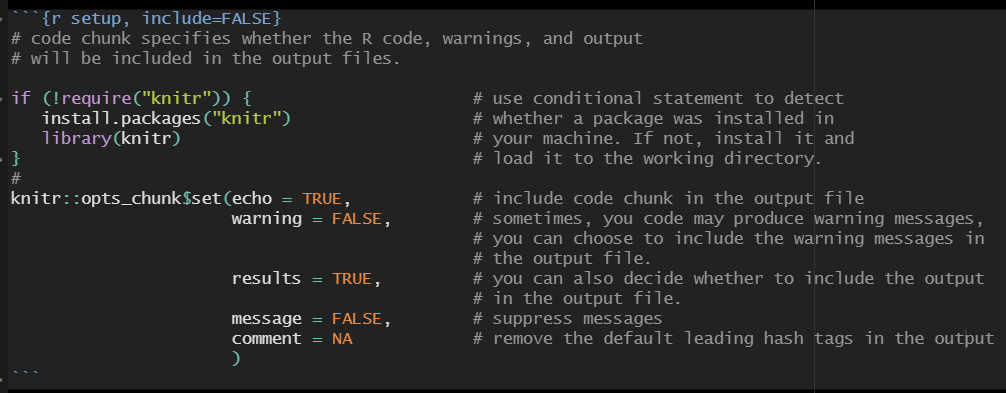 ```{r setup, include=FALSE}
# code chunk specifies whether the R code, warnings, and output
# will be included in the output files.
if (!require("knitr")) {                      # use conditional statement to detect
   install.packages("knitr")                  # whether a package was installed in
   library(knitr)                             # your machine. If not, install it and
}                                             # load it to the working directory.
#
knitr::opts_chunk$set(echo = TRUE,            # include code chunk in the output file
                      warning = FALSE,        # sometimes, you code may produce warning messages,
                                              # you can choose to include the warning messages in
                                              # the output file.
                      results = TRUE,         # you can also decide whether to include the output
                                              # in the output file.
                      message = FALSE,        # suppress messages
                      comment = NA            # remove the default leading hash tags in the output
                      )
```